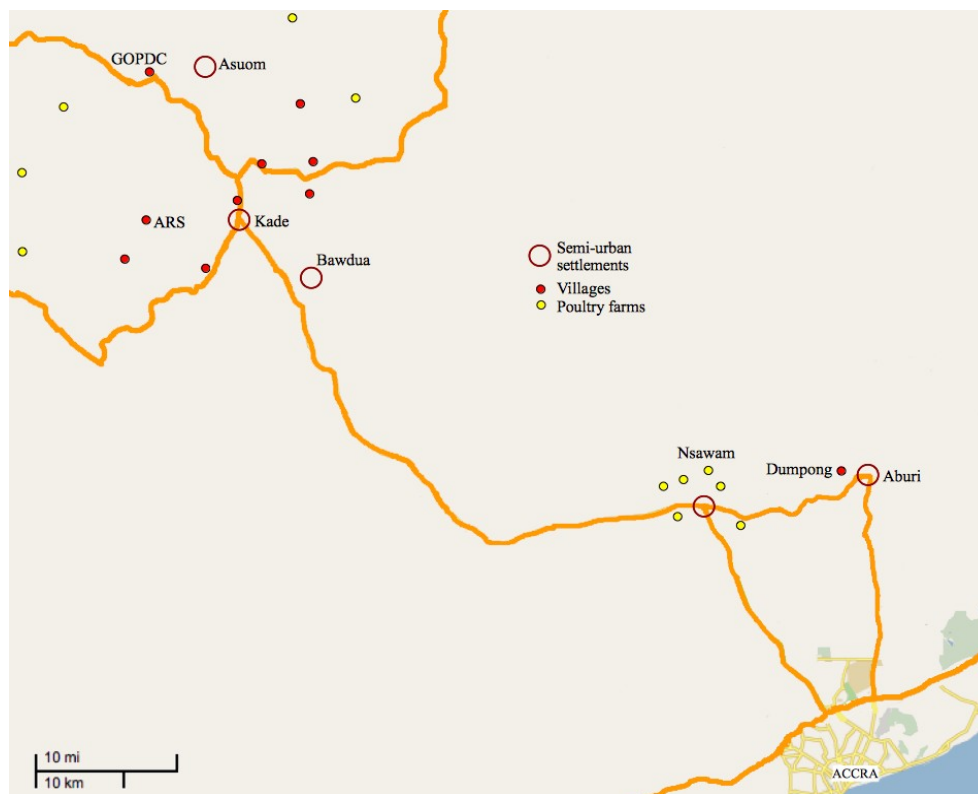 GOPDC
Asuom
ARS
Kade
Bawdua
Semi-urban
settlements
Villages
Poultry farms
Nsawam
Dumpong
Aburi
10 mi
10 km
ACCRA